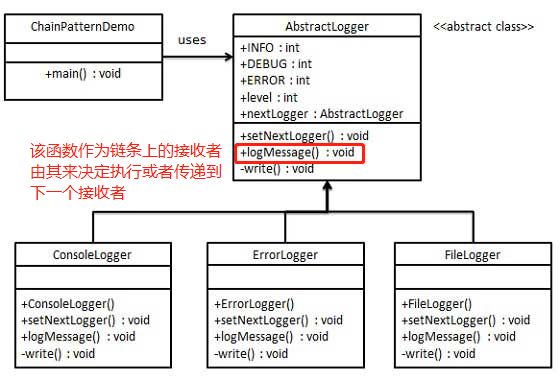 ChainPatternDemo
+main() : void
uses
AbstractLogger
<<abstract class>>
+INFO : int
+DEBUG : int
+ERROR : int
+level : int
+nextLogger : AbstractLogger
+setNextLogger() : void
+logMessage() : void
-write() : void
该函数作为链条上的接收者
由其来决定执行或者传递到
下一个接收者
ConsoleLogger
+ConsoleLogger()
+setNextLogger() : void
+logMessage() : void
-write() : void
ErrorLogger
+ErrorLogger()
+setNextLogger() : void
+logMessage() : void
-write() : void
FileLogger
+FileLogger()
+setNextLogger() : void
+logMessage() : void
-write() : void